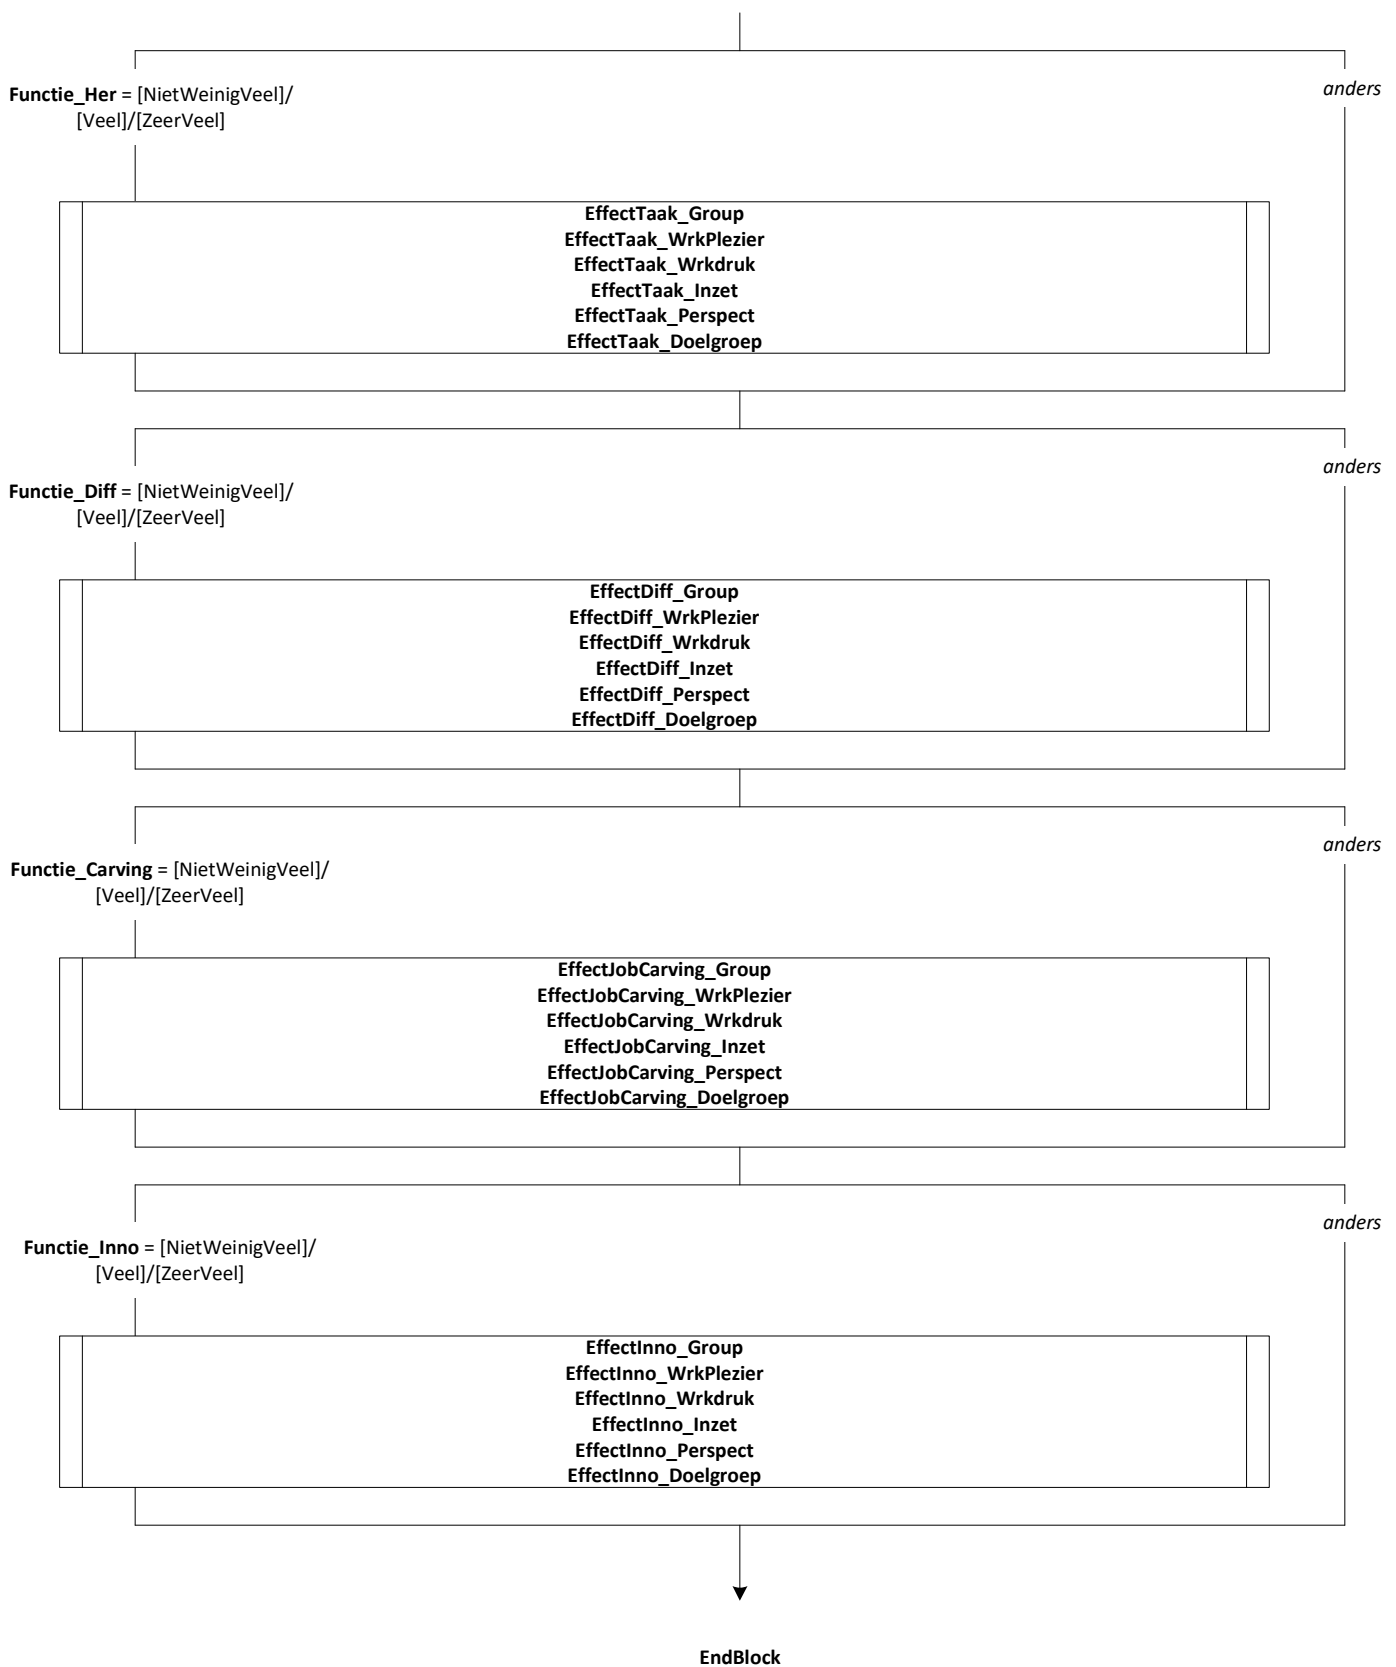 anders
Functie_Her = [NietWeinigVeel]/
[Veel]/[ZeerVeel]
EffectTaak_Group
EffectTaak_WrkPlezier
EffectTaak_Wrkdruk
EffectTaak_Inzet
EffectTaak_Perspect
EffectTaak_Doelgroep
anders
Functie_Diff = [NietWeinigVeel]/
[Veel]/[ZeerVeel]
EffectDiff_Group
EffectDiff_WrkPlezier
EffectDiff_Wrkdruk
EffectDiff_Inzet
EffectDiff_Perspect
EffectDiff_Doelgroep
anders
Functie_Carving = [NietWeinigVeel]/
[Veel]/[ZeerVeel]
EffectJobCarving_Group
EffectJobCarving_WrkPlezier
EffectJobCarving_Wrkdruk
EffectJobCarving_Inzet
EffectJobCarving_Perspect
EffectJobCarving_Doelgroep
anders
Functie_Inno = [NietWeinigVeel]/
[Veel]/[ZeerVeel]
EffectInno_Group
EffectInno_WrkPlezier
EffectInno_Wrkdruk
EffectInno_Inzet
EffectInno_Perspect
EffectInno_Doelgroep
EndBlock